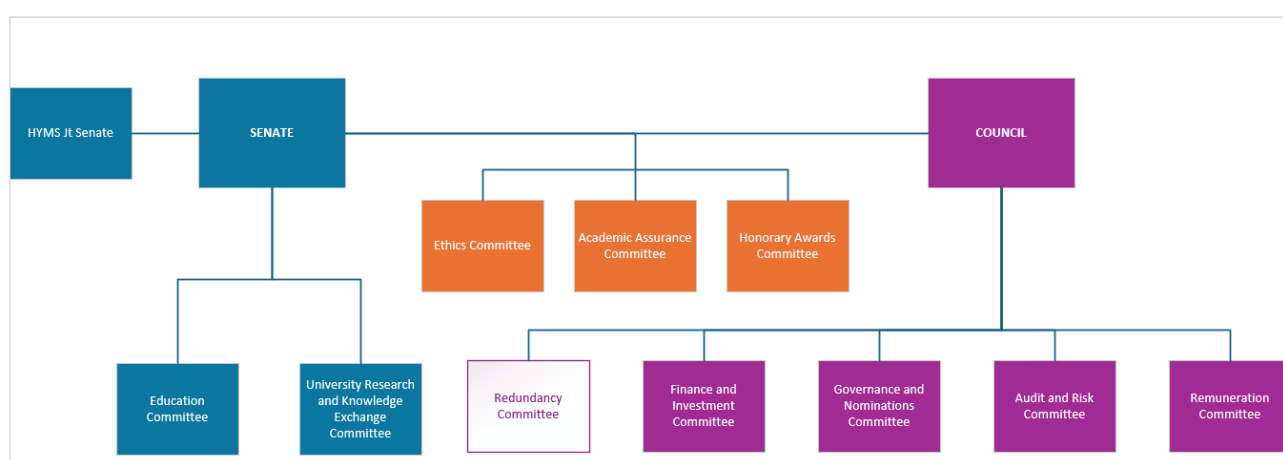 HYMS Jt Senate
SENATE
COUNCIL
Ethics Committee
Academic Assurance
Committee
Honorary Awards
Committee
Education
Committee
University Research
and Knowledge
Exchange
Committee
Redundancy
Committee
Finance and
Investment
Committee
Governance and
Nominations
Committee
Audit and Risk
Committee
Remuneration
Committee